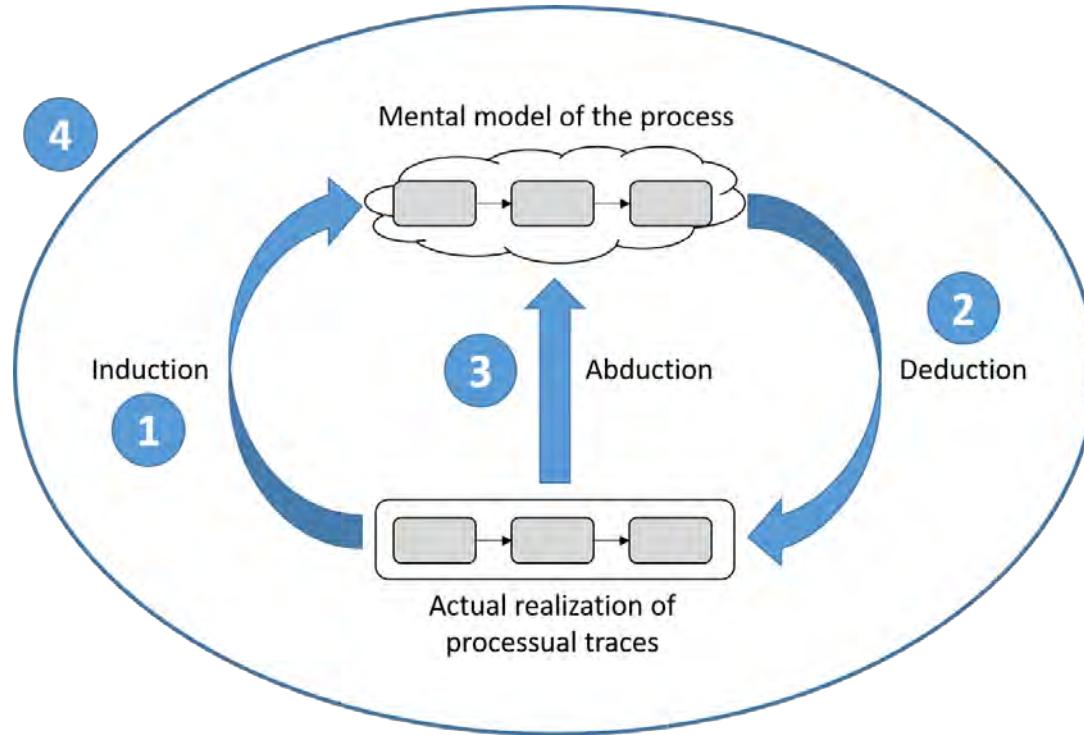 4
Mental model of the process
2
Induction
3
Abduction
Deduction
1
Actual realization of
processual traces